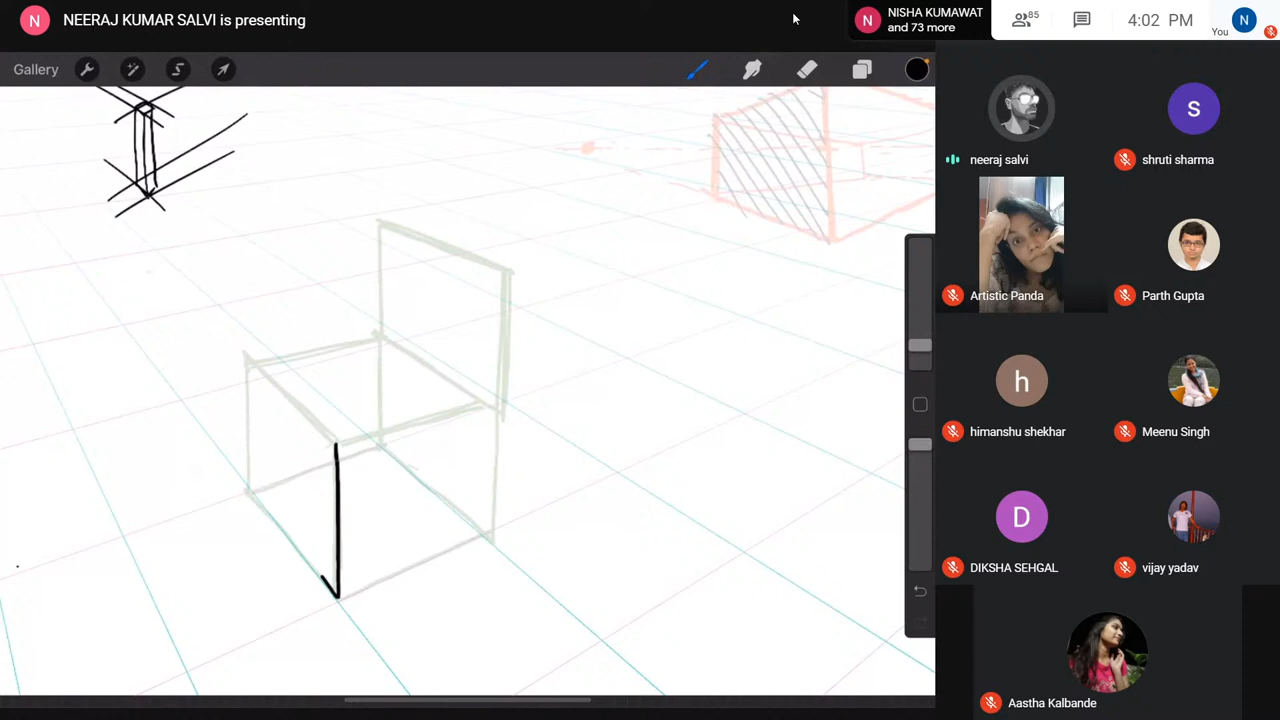 N
NEERAJ KUMAR SALVI is presenting
N
NISHA KUMAWAT
and 73 more
85
4:02 PM
You
N
Gallery
neeraj salvi
S
shruti sharma
Artistic Panda
Parth Gupta
h
himanshu shekhar
Meenu Singh
D
DIKSHA SEHGAL
vijay yadav
Aastha Kalbande